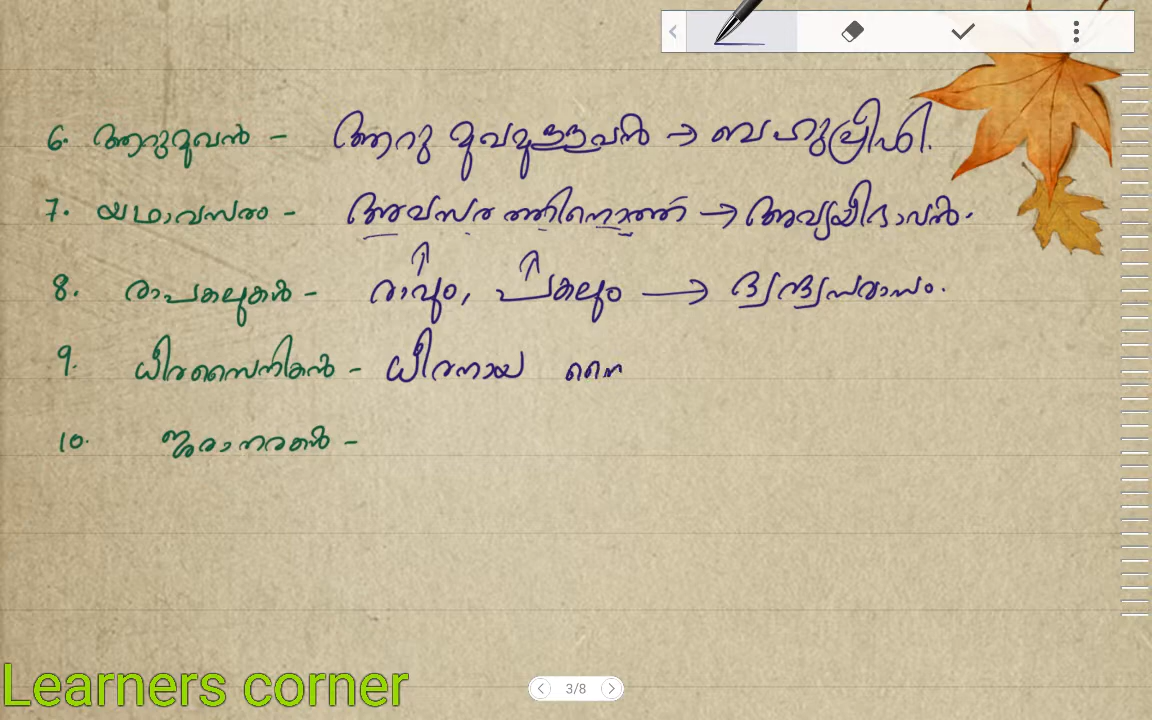 6. ആറുമുഖൻ - ആറു മുഖമുള്ളവൻ → ബഹുവ്രീഹി.
7. യഥാവസരം - അവസരത്തിനൊത്ത് → അവ്യയീഭാവൻ.
8. രാപകലുകൾ - രാവും, പകലും → ദ്വന്ദ്വസമാസം.
9. ധീരസൈനികൻ - ധീരനായ സൈ
10. ജരാനരകൾ -
Learners corner
3/8